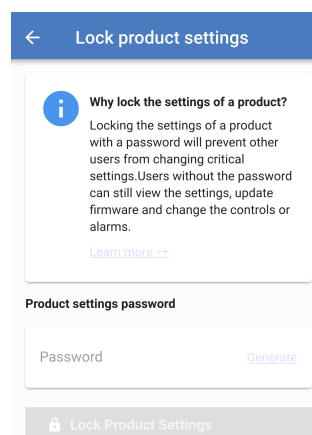 Lock product settings
Why lock the settings of a product?
Locking the settings of a product
with a password will prevent other
users from changing critical
settings.Users without the password
can still view the settings, update
firmware and change the controls or
alarms.
Learn more →
Product settings password
Password Generate
Lock Product Settings